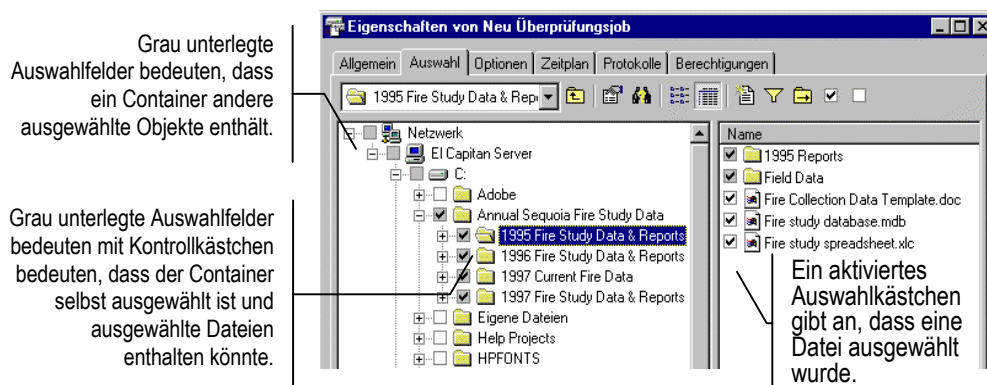 Grau unterlegte
Auswahlfelder bedeuten, dass
ein Container andere
ausgewählte Objekte enthält.
Grau unterlegte Auswahlfelder
bedeuten mit Kontrollkästchen
bedeuten, dass der Container
selbst ausgewählt ist und
ausgewählte Dateien
enthalten könnte.
Eigenschaften von Neu Überprüfungsjob
Allgemein Auswahl Optionen Zeitplan Protokolle Berechtigungen
1995 Fire Study Data & Repo
Netzwerk
El Capitan Server
C:
Adobe
Annual Sequoia Fire Study Data
1995 Fire Study Data & Reports
1996 Fire Study Data & Reports
1997 Current Fire Data
1997 Fire Study Data & Reports
Eigene Dateien
Help Projects
HPFONTS
Name
1995 Reports
Field Data
Fire Collection Data Template.doc
Fire study database.mdb
Fire study spreadsheet.xlc
Ein aktiviertes
Auswahlkästchen
gibt an, dass eine
Datei ausgewählt
wurde.